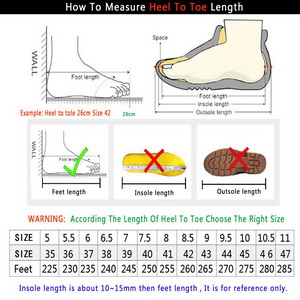 How To Measure Heel To Toe Length
WALL
Foot length
Space
Foot length
Insole length
Outsole length
Example: Heel to tole 26cm Size 42
26cm
WALL
Foot length
Feet length
Insole length
Outsole length
WARNING: According The Length Of Heel To Toe Choose The Right Size
SIZE 5 5.5 6 6.5 7 7.5 8 8.5 9 9.5 10 10.5 11
SIZE 35 36 37 38 39 40 41 42 43 44 45 46 47
Feet 225 230 235 240 245 250 255 260 265 270 275 280 285
Insole length is about 10~15mm then feet length , It is for reference only.